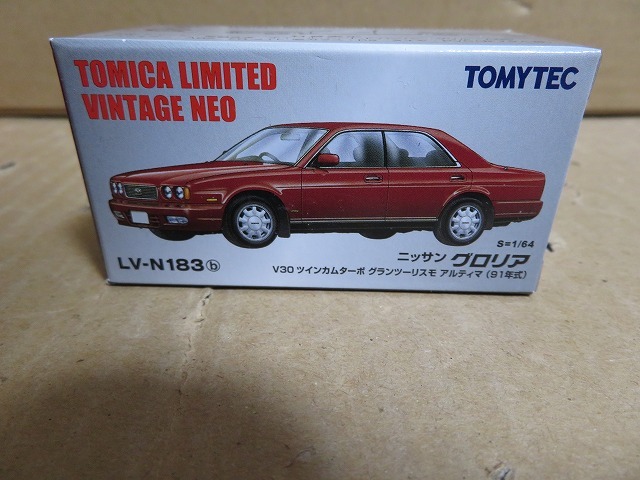 TOMICA LIMITED
VINTAGE NEO
TOMYTEC
S=1/64
LV-N183ⓑ
ニッサン グロリア
V30 ツインカムターボ グランツーリスモ アルティマ (91年式)